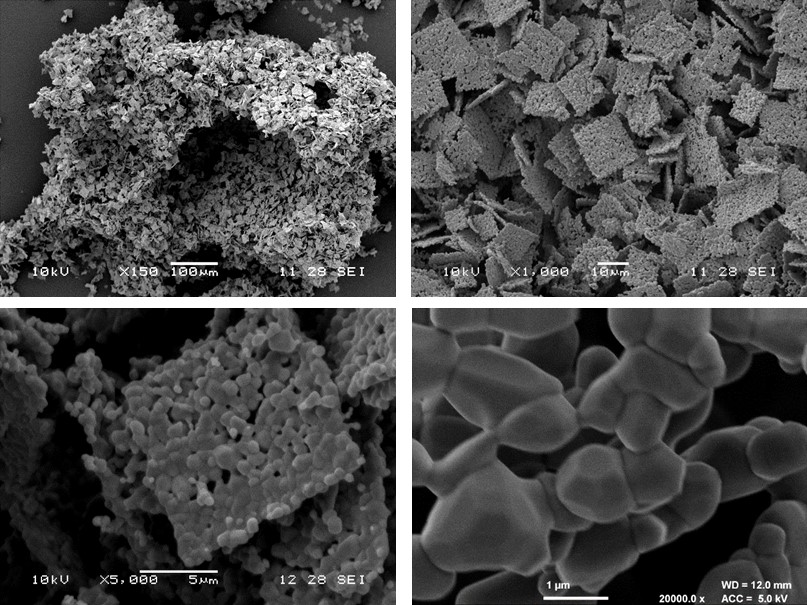 10kV X150 100µm 11 28 SEI
10kV X1,000 10µm 11 28 SEI
10kV X5,000 5µm 12 28 SEI
1 µm
WD = 12.0 mm
20000.0 x ACC = 5.0 kV